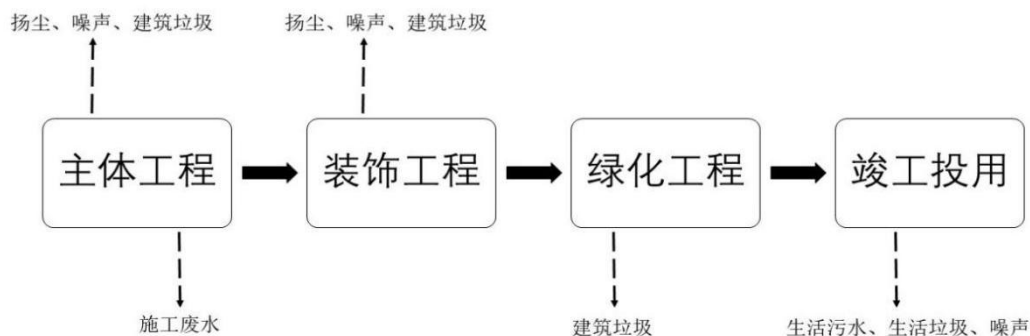 扬尘、噪声、建筑垃圾
扬尘、噪声、建筑垃圾
主体工程
装饰工程
绿化工程
竣工投用
施工废水
建筑垃圾
生活污水、生活垃圾、噪声